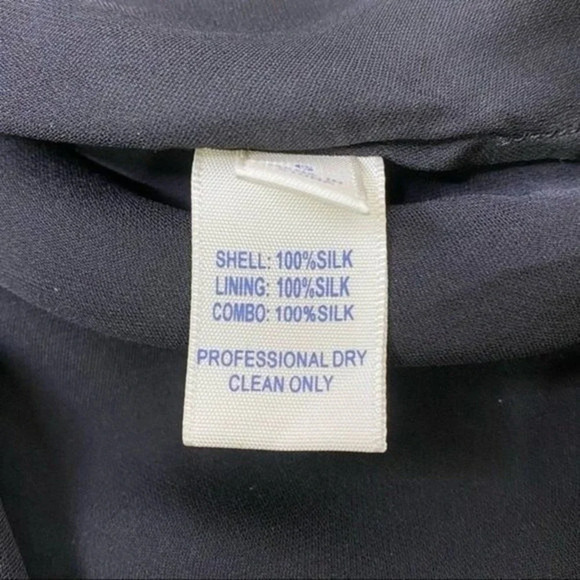 SHELL: 100%SILK
LINING: 100%SILK
COMBO: 100%SILK
PROFESSIONAL DRY
CLEAN ONLY